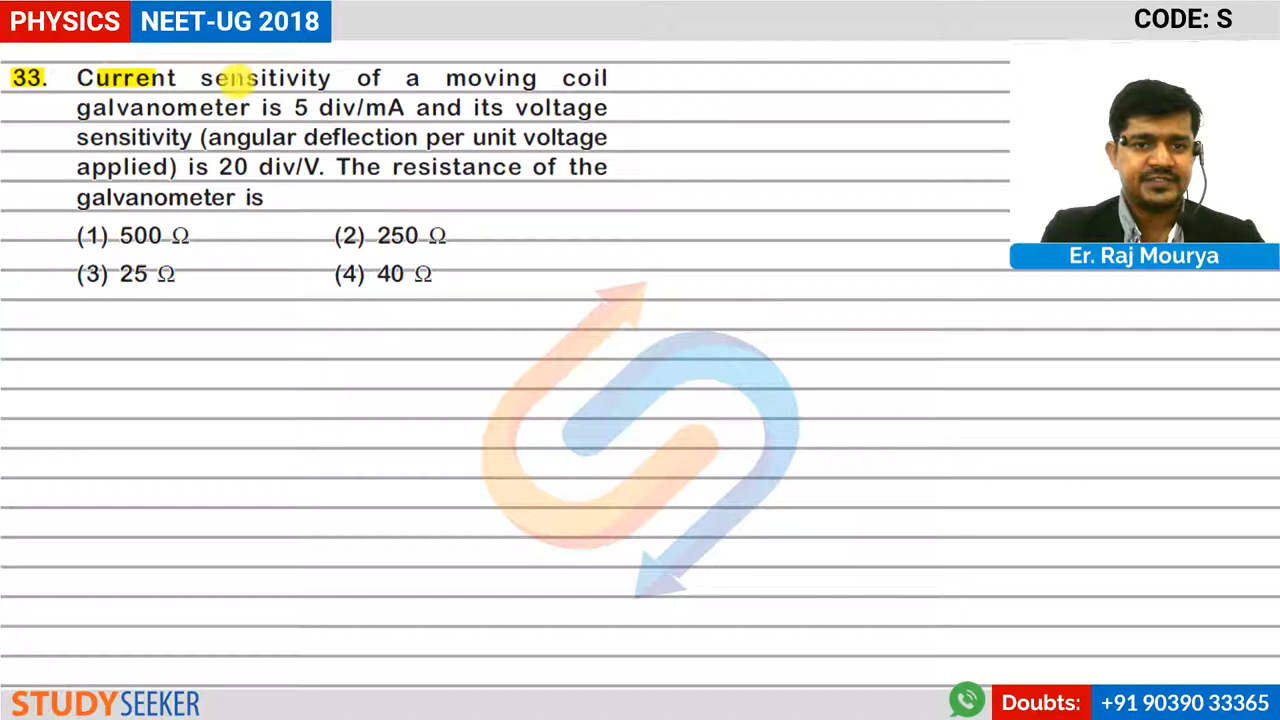 PHYSICS NEET-UG 2018
CODE: S
33. Current sensitivity of a moving coil
galvanometer is 5 div/mA and its voltage
sensitivity (angular deflection per unit voltage
applied) is 20 div/V. The resistance of the
galvanometer is
(1) 500 Ω (2) 250 Ω
(3) 25 Ω (4) 40 Ω
Er. Raj Mourya
STUDYSEEKER
Doubts: +91 90390 33365